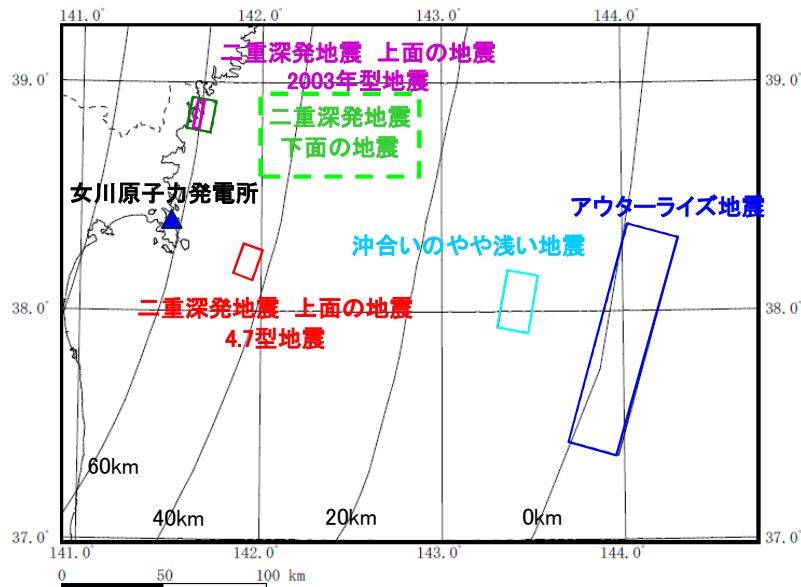 141.0° 142.0° 143.0° 144.0°
二重深発地震 上面の地震
2003年型地震
39.0° 39.0°
二重深発地震
下面の地震
女川原子力発電所
アウターライズ地震
沖合いのやや浅い地震
38.0° 38.0°
二重深発地震 上面の地震
4.7型地震
60km
40km 20km 0km
37.0° 37.0°
141.0° 142.0° 143.0° 144.0°
0 50 100 km